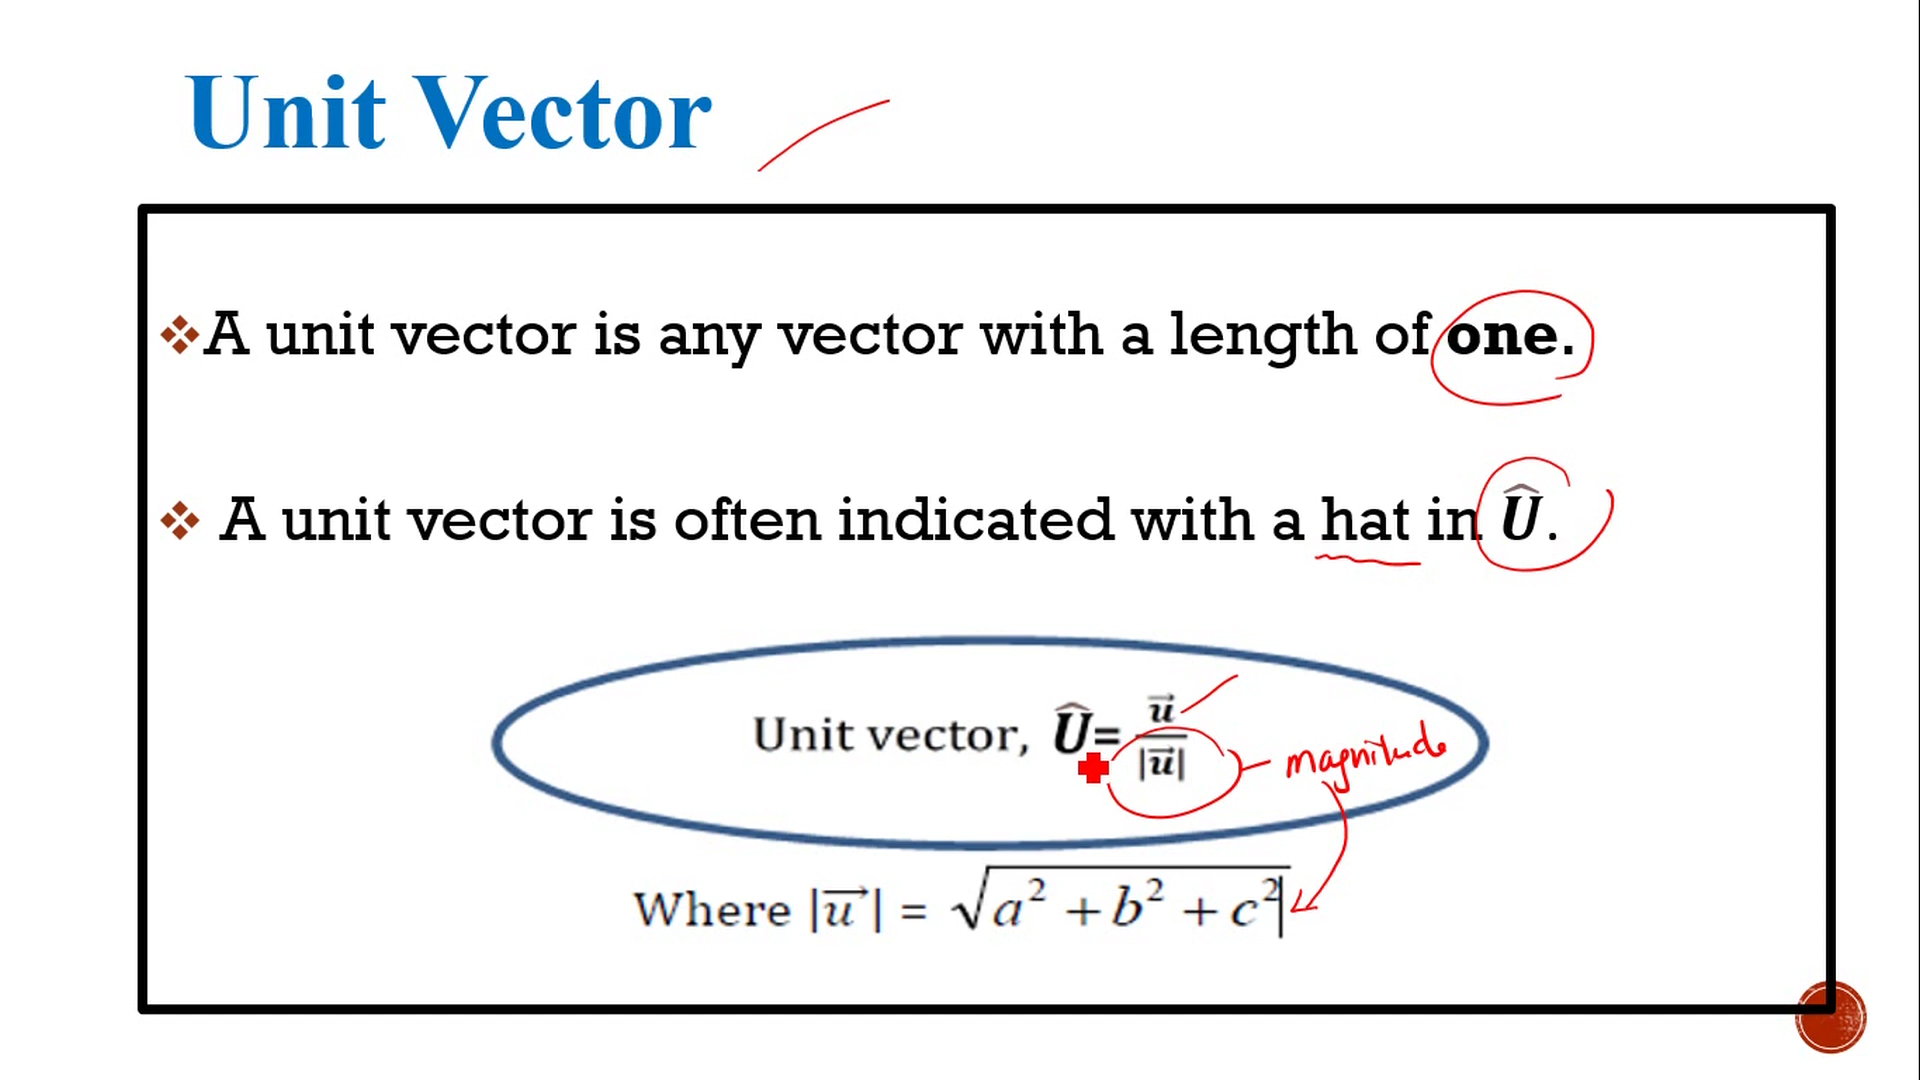 Unit Vector
❖A unit vector is any vector with a length of one.
❖ A unit vector is often indicated with a hat in Û.
Unit vector, Û= u⃗ / |u⃗|
magnitude
Where |u⃗| = √(a² + b² + c²)